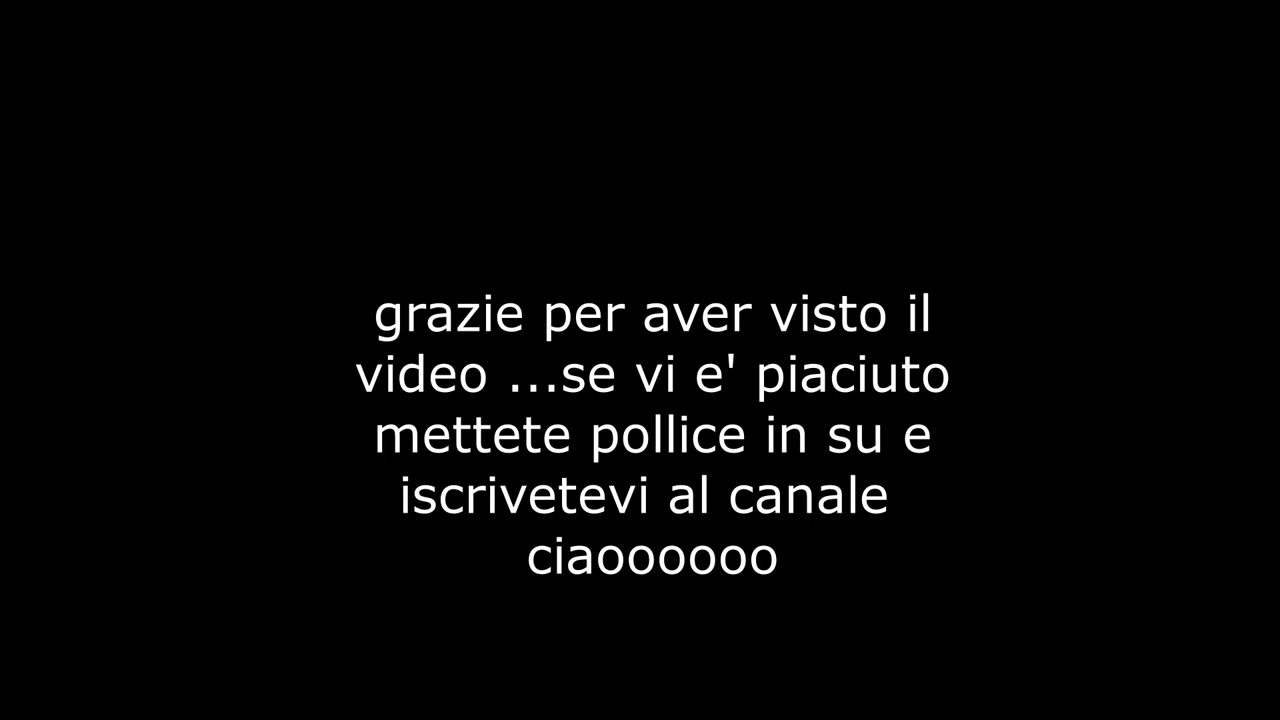 grazie per aver visto il
video ...se vi e' piaciuto
mettete pollice in su e
iscrivetevi al canale
ciaoooooo